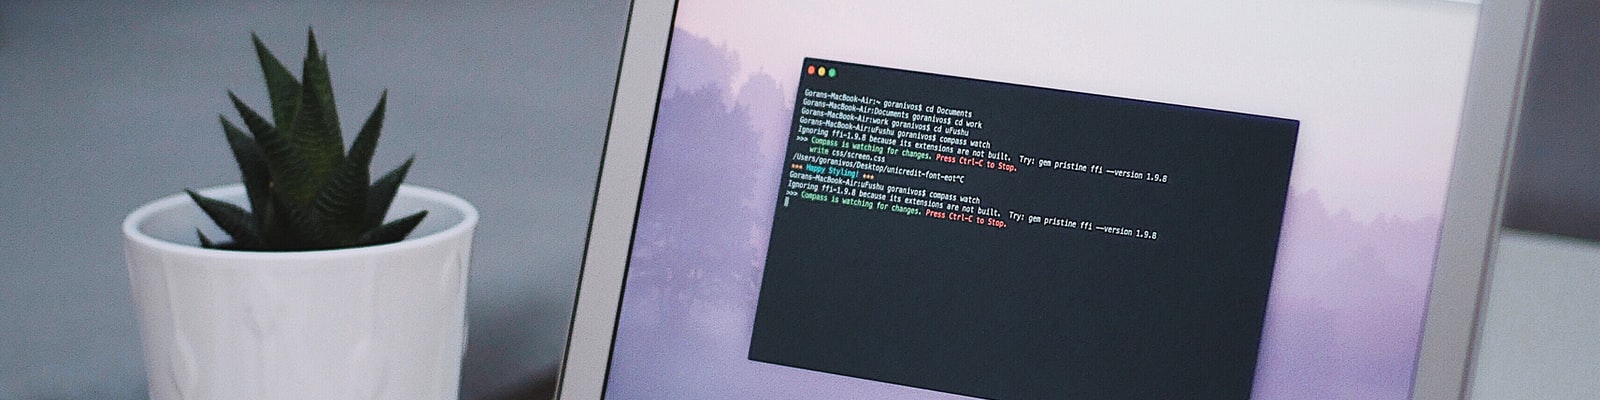 Gorans-MacBook-Air:~ goranivos$ cd Documents
Gorans-MacBook-Air:Documents goranivos$ cd work
Gorans-MacBook-Air:work goranivos$ cd uFushu
Gorans-MacBook-Air:uFushu goranivos$ compass watch
Ignoring ffi-1.9.8 because its extensions are not built.  Try: gem pristine ffi --version 1.9.8
>>> Compass is watching for changes. Press Ctrl-C to Stop.
    write css/screen.css
/Users/goranivos/Desktop/unicredit-font-eot^C
*** Happy Styling! ***
Gorans-MacBook-Air:uFushu goranivos$ compass watch
Ignoring ffi-1.9.8 because its extensions are not built.  Try: gem pristine ffi --version 1.9.8
>>> Compass is watching for changes. Press Ctrl-C to Stop.